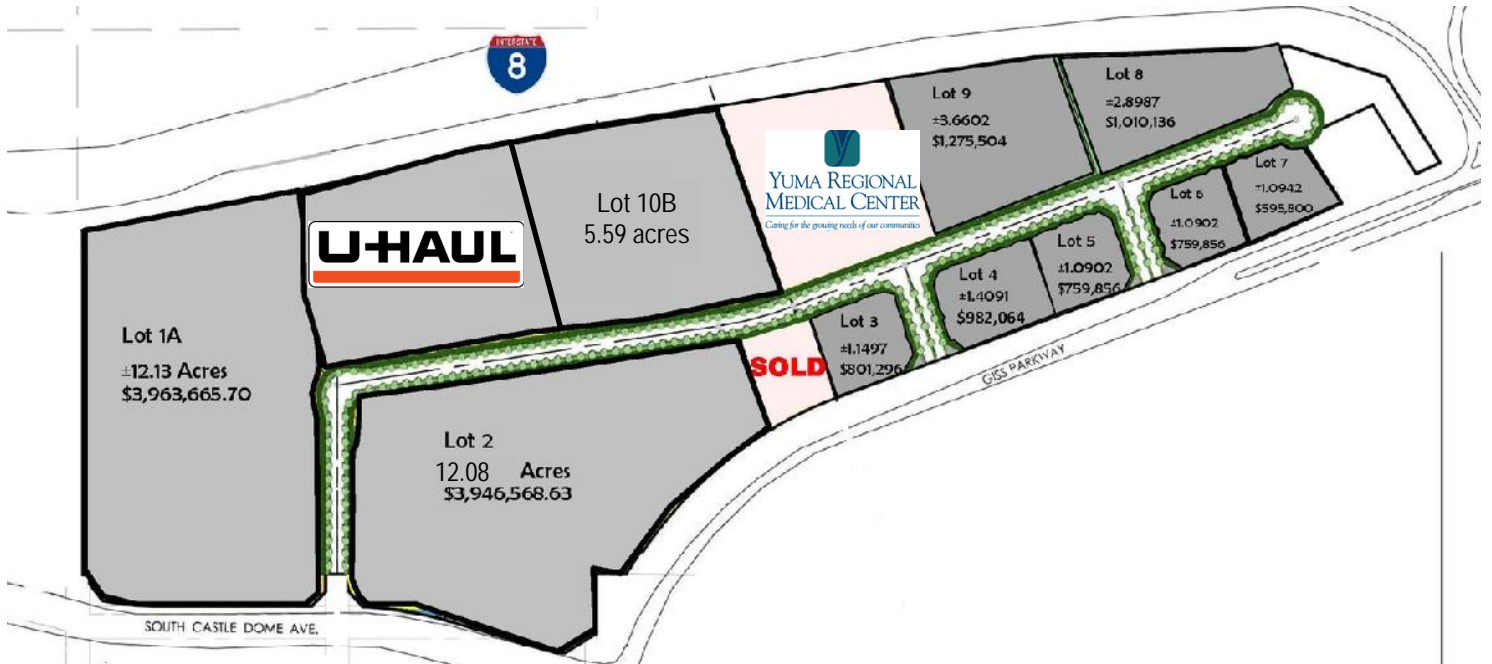 INTERSTATE
8
Lot 8
±2.8987
$1,010,136
Lot 9
±3.6602
$1,275,504
YUMA REGIONAL
MEDICAL CENTER
Caring for the growing needs of our communities
Lot 7
±1.0942
$595,800
Lot 6
±1.0902
$759,856
Lot 10B
5.59 acres
U-HAUL
Lot 5
±1.0902
$759,856
Lot 4
±1.4091
$982,064
Lot 3
±1.1497
$801,296
Lot 1A
±12.13 Acres
$3,963,665.70
SOLD
GISS PARKWAY
Lot 2
12.08 Acres
$3,946,568.63
SOUTH CASTLE DOME AVE.